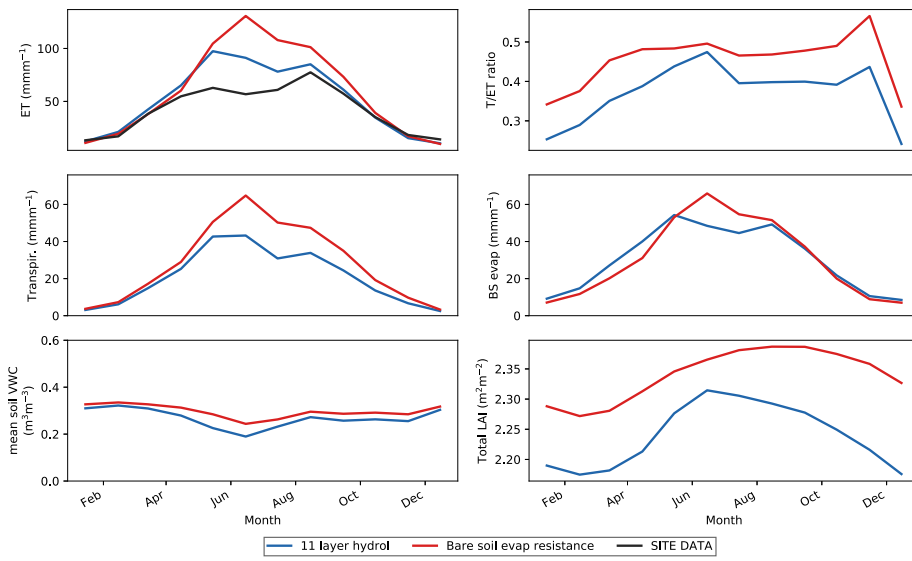 ET (mmm⁻¹)
100
50
T/ET ratio
0.5
0.4
0.3
Transpir. (mmm⁻¹)
60
40
20
0
BS evap (mmm⁻¹)
60
40
20
0
mean soil VWC
(m³m⁻³)
0.6
0.4
0.2
0.0
Feb Apr Jun Aug Oct Dec
Month
Total LAI (m²m⁻²)
2.35
2.30
2.25
2.20
Feb Apr Jun Aug Oct Dec
Month
11 layer hydrol Bare soil evap resistance SITE DATA